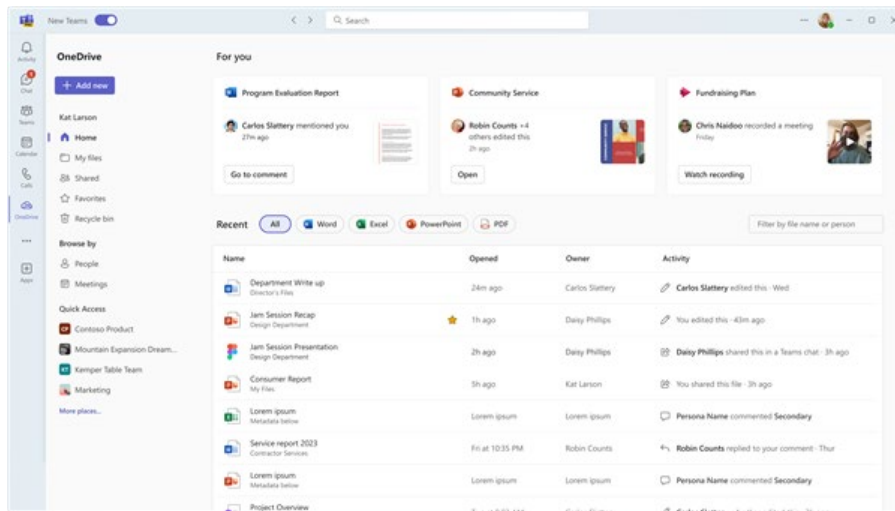 New Teams
Search
Activity
Chat
Teams
Calendar
Calls
OneDrive
Apps
OneDrive
Add new
Kat Larson
Home
My files
Shared
Favorites
Recycle bin
Browse by
People
Meetings
Quick Access
CP Contoso Product
Mountain Expansion Dream...
KT Kemper Table Team
Marketing
More places...
For you
Program Evaluation Report
Carlos Slattery mentioned you
27m ago
Go to comment
Community Service
Robin Counts +4
others edited this
2h ago
Open
Fundraising Plan
Chris Naidoo recorded a meeting
Friday
Watch recording
Recent All Word Excel PowerPoint PDF Filter by file name or person
Name Opened Owner Activity
Department Write up
Director's Files
24m ago Carlos Slattery Carlos Slattery edited this · Wed
Jam Session Recap
Design Department
1h ago Daisy Phillips You edited this · 43m ago
Jam Session Presentation
Design Department
2h ago Daisy Phillips Daisy Phillips shared this in a Teams chat · 3h ago
Consumer Report
My Files
5h ago Kat Larson You shared this file · 3h ago
Lorem ipsum
Metadata below
Lorem ipsum Lorem ipsum Persona Name commented Secondary
Service report 2023
Contractor Services
Fri at 10:35 PM Robin Counts Robin Counts replied to your comment · Thur
Lorem ipsum
Metadata below
Lorem ipsum Lorem ipsum Persona Name commented Secondary
Project Overview